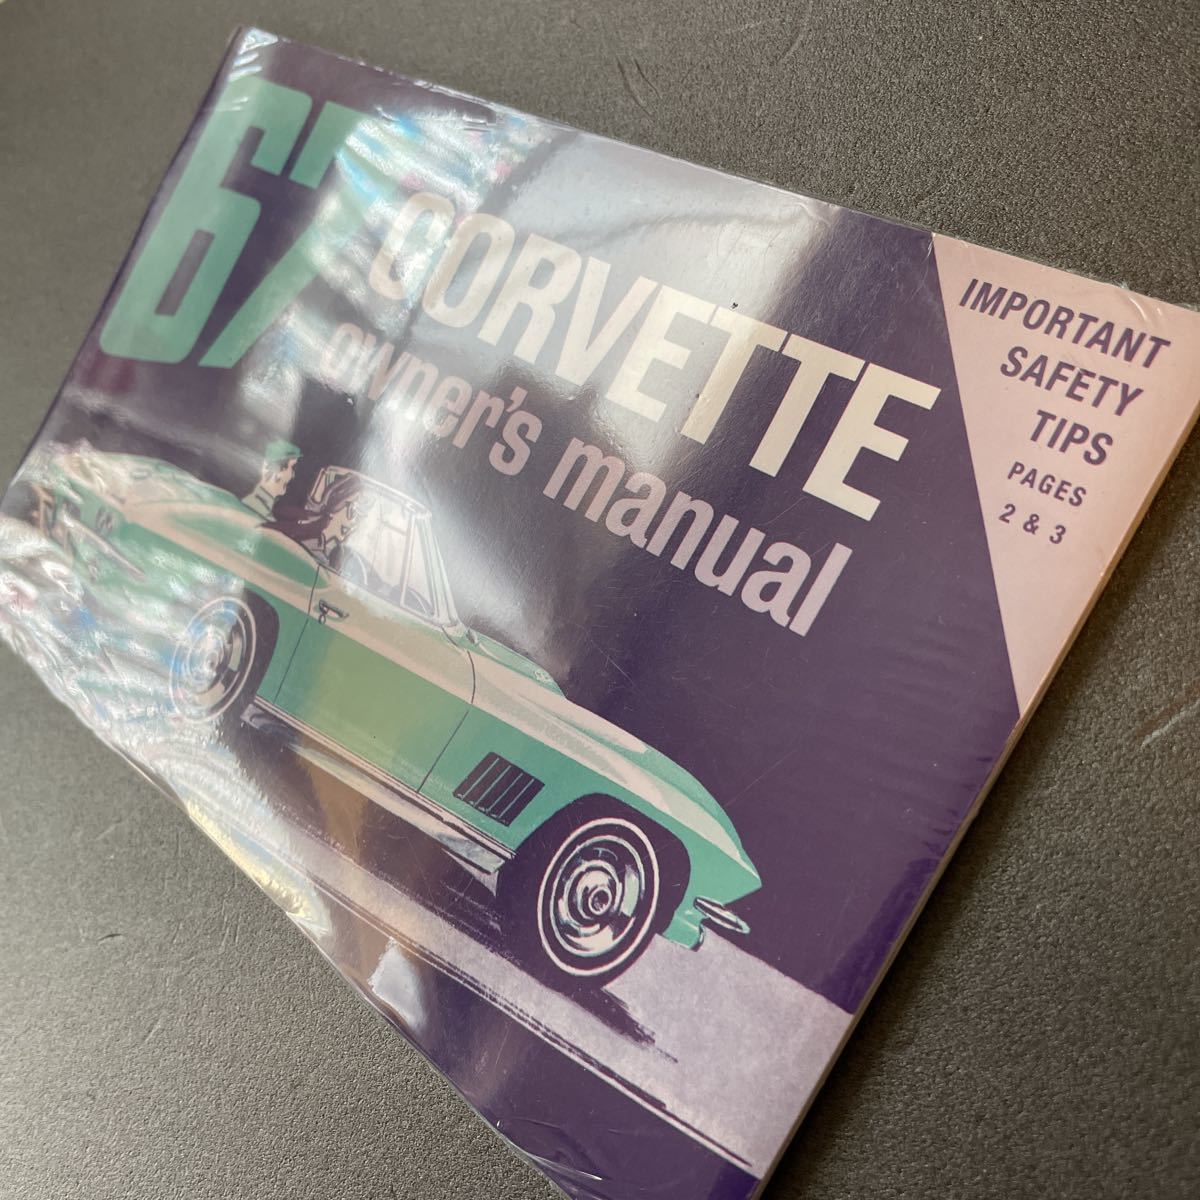 67 CORVETTE
owner's manual
IMPORTANT
SAFETY
TIPS
PAGES
2 & 3